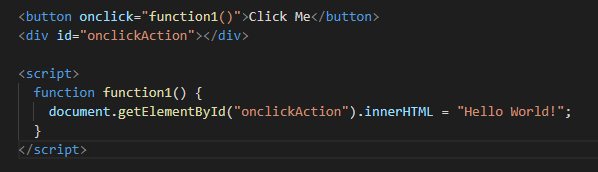 <button onclick="function1()">Click Me</button>
<div id="onclickAction"></div>

<script>
  function function1() {
    document.getElementById("onclickAction").innerHTML = "Hello World!";
  }
</script>